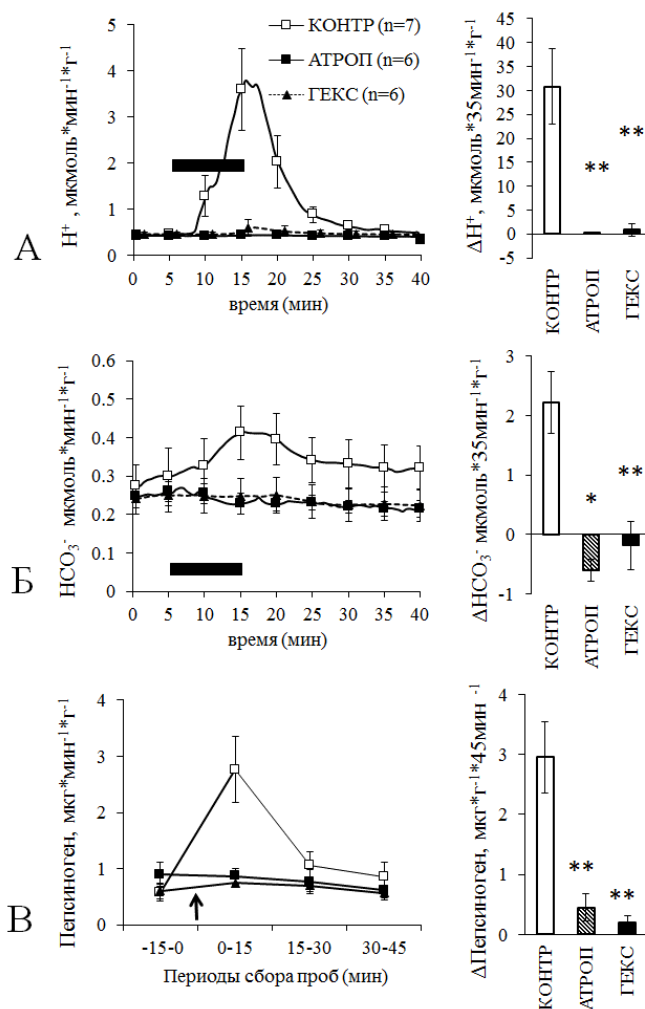 КОНТР (n=7)
АТРОП (n=6)
ГЕКС (n=6)
H⁺, мкмоль*мин⁻¹*г⁻¹
5
4
3
2
1
0
0 5 10 15 20 25 30 35 40
время (мин)
А
ΔH⁺, мкмоль*35мин⁻¹*г⁻¹
45
40
35
30
25
20
15
10
5
0
-5
**
**
КОНТР
АТРОП
ГЕКС
HCO₃⁻ мкмоль*мин⁻¹*г⁻¹
0.6
0.5
0.4
0.3
0.2
0.1
0
0 5 10 15 20 25 30 35 40
время (мин)
Б
ΔHCO₃⁻ мкмоль*35мин⁻¹*г⁻¹
3
2
1
0
-1
*
**
КОНТР
АТРОП
ГЕКС
Пепсиноген, мкг*мин⁻¹*г⁻¹
4
3
2
1
0
-15-0 0-15 15-30 30-45
Периоды сбора проб (мин)
В
ΔПепсиноген, мкг*г⁻¹*45мин⁻¹
4
3
2
1
0
**
**
КОНТР
АТРОП
ГЕКС